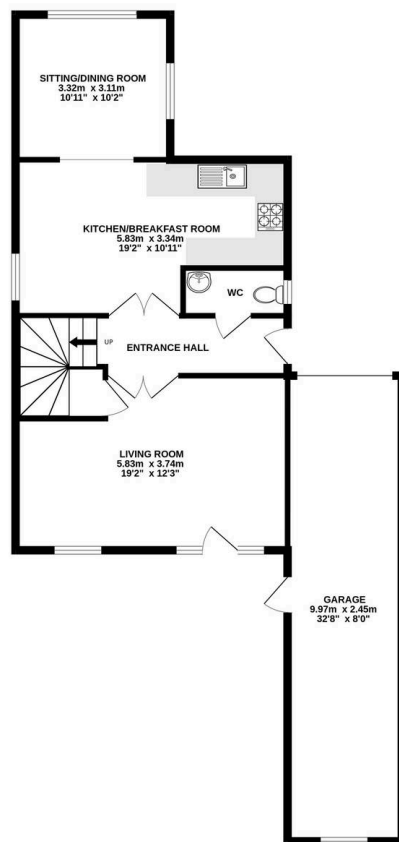 SITTING/DINING ROOM
3.32m x 3.11m
10'11" x 10'2"
KITCHEN/BREAKFAST ROOM
5.83m x 3.34m
19'2" x 10'11"
WC
UP
ENTRANCE HALL
LIVING ROOM
5.83m x 3.74m
19'2" x 12'3"
GARAGE
9.97m x 2.45m
32'8" x 8'0"